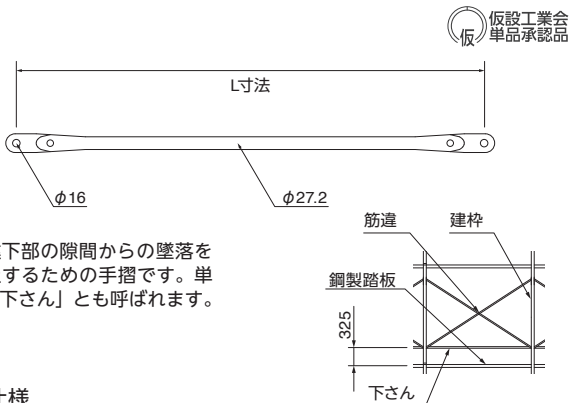 仮
仮設工業会
単品承認品
L寸法
φ16
φ27.2
下部の隙間からの墜落を
するための手摺です。単
下さん」とも呼ばれます。
筋違
建枠
鋼製踏板
325
下さん